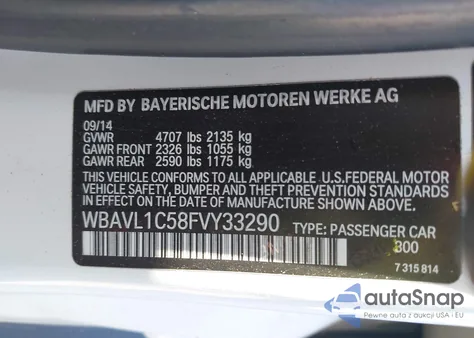 MFD BY BAYERISCHE MOTOREN WERKE AG
09/14
GVWR 4707 lbs 2135 kg
GAWR FRONT 2326 lbs 1055 kg
GAWR REAR 2590 lbs 1175 kg
THIS VEHICLE CONFORMS TO ALL APPLICABLE U.S.FEDERAL MOTOR
VEHICLE SAFETY, BUMPER AND THEFT PREVENTION STANDARDS
IN EFFECT ON THE DATE OF MANUFACTURE SHOWN ABOVE.
WBAVL1C58FVY33290 TYPE: PASSENGER CAR
300
7 315 814
autoSnap
Autoauction of USA i EU